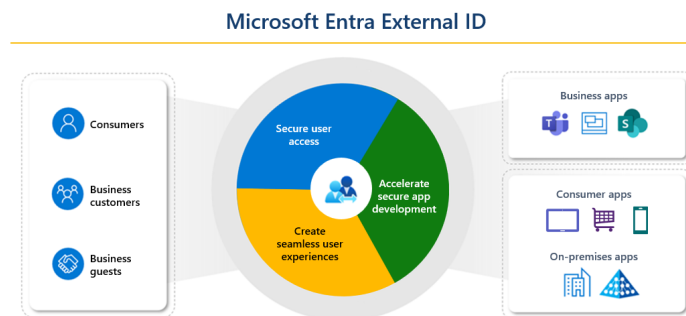 Microsoft Entra External ID
Consumers
Business
customers
Business
guests
Secure user
access
Accelerate
secure app
development
Create
seamless user
experiences
Business apps
Consumer apps
On-premises apps